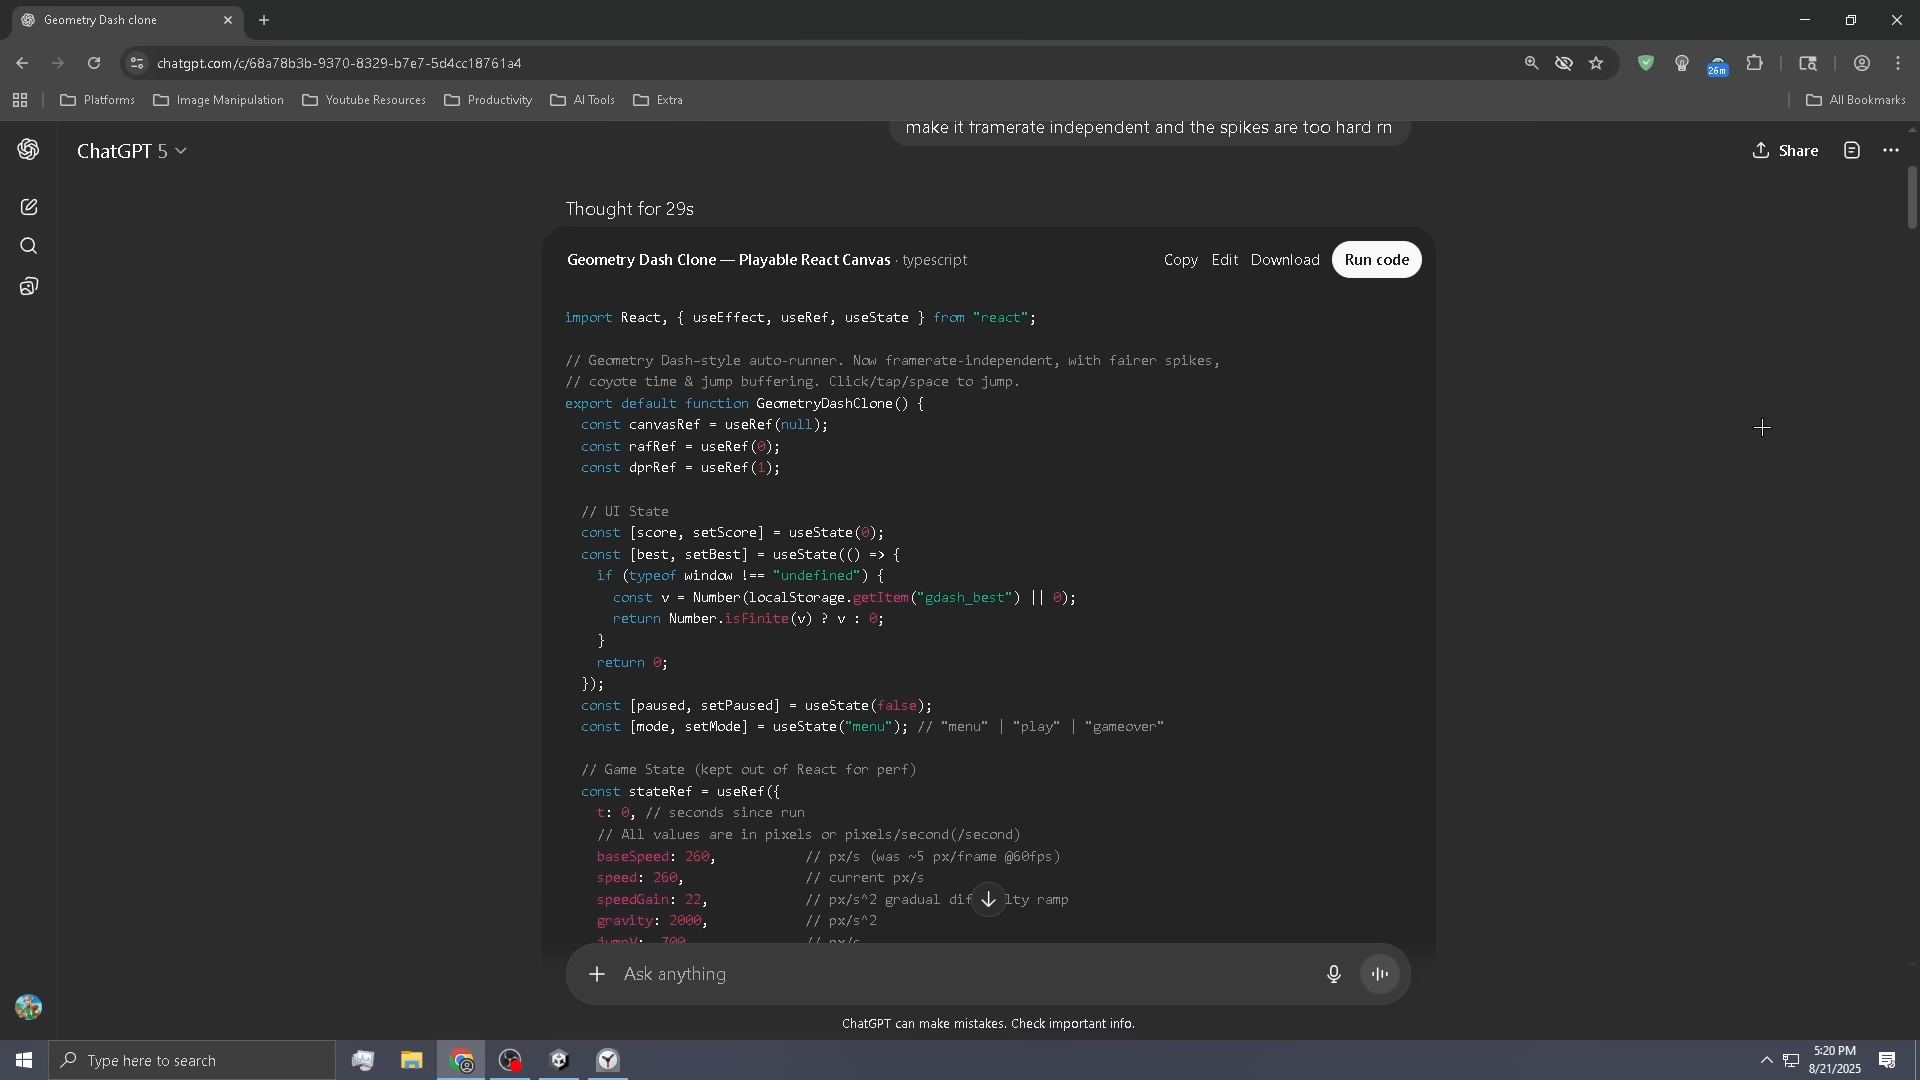 Geometry Dash clone
chatgpt.com/c/68a78b3b-9370-8329-b7e7-5d4cc18761a4
26m
Platforms
Image Manipulation
Youtube Resources
Productivity
AI Tools
Extra
All Bookmarks
make it framerate independent and the spikes are too hard rn
ChatGPT 5
Share
Thought for 29s
Geometry Dash Clone — Playable React Canvas · typescript
Copy
Edit
Download
Run code
import React, { useEffect, useRef, useState } from "react";
// Geometry Dash–style auto-runner. Now framerate-independent, with fairer spikes,
// coyote time & jump buffering. Click/tap/space to jump.
export default function GeometryDashClone() {
const canvasRef = useRef(null);
const rafRef = useRef(0);
const dprRef = useRef(1);
// UI State
const [score, setScore] = useState(0);
const [best, setBest] = useState(() => {
if (typeof window !== "undefined") {
const v = Number(localStorage.getItem("gdash_best") || 0);
return Number.isFinite(v) ? v : 0;
}
return 0;
});
const [paused, setPaused] = useState(false);
const [mode, setMode] = useState("menu"); // "menu" | "play" | "gameover"
// Game State (kept out of React for perf)
const stateRef = useRef({
t: 0, // seconds since run
// All values are in pixels or pixels/second(/second)
baseSpeed: 260, // px/s (was ~5 px/frame @60fps)
speed: 260, // current px/s
speedGain: 22, // px/s^2 gradual dif lty ramp
gravity: 2000, // px/s^2
Ask anything
ChatGPT can make mistakes. Check important info.
Type here to search
5:20 PM
8/21/2025